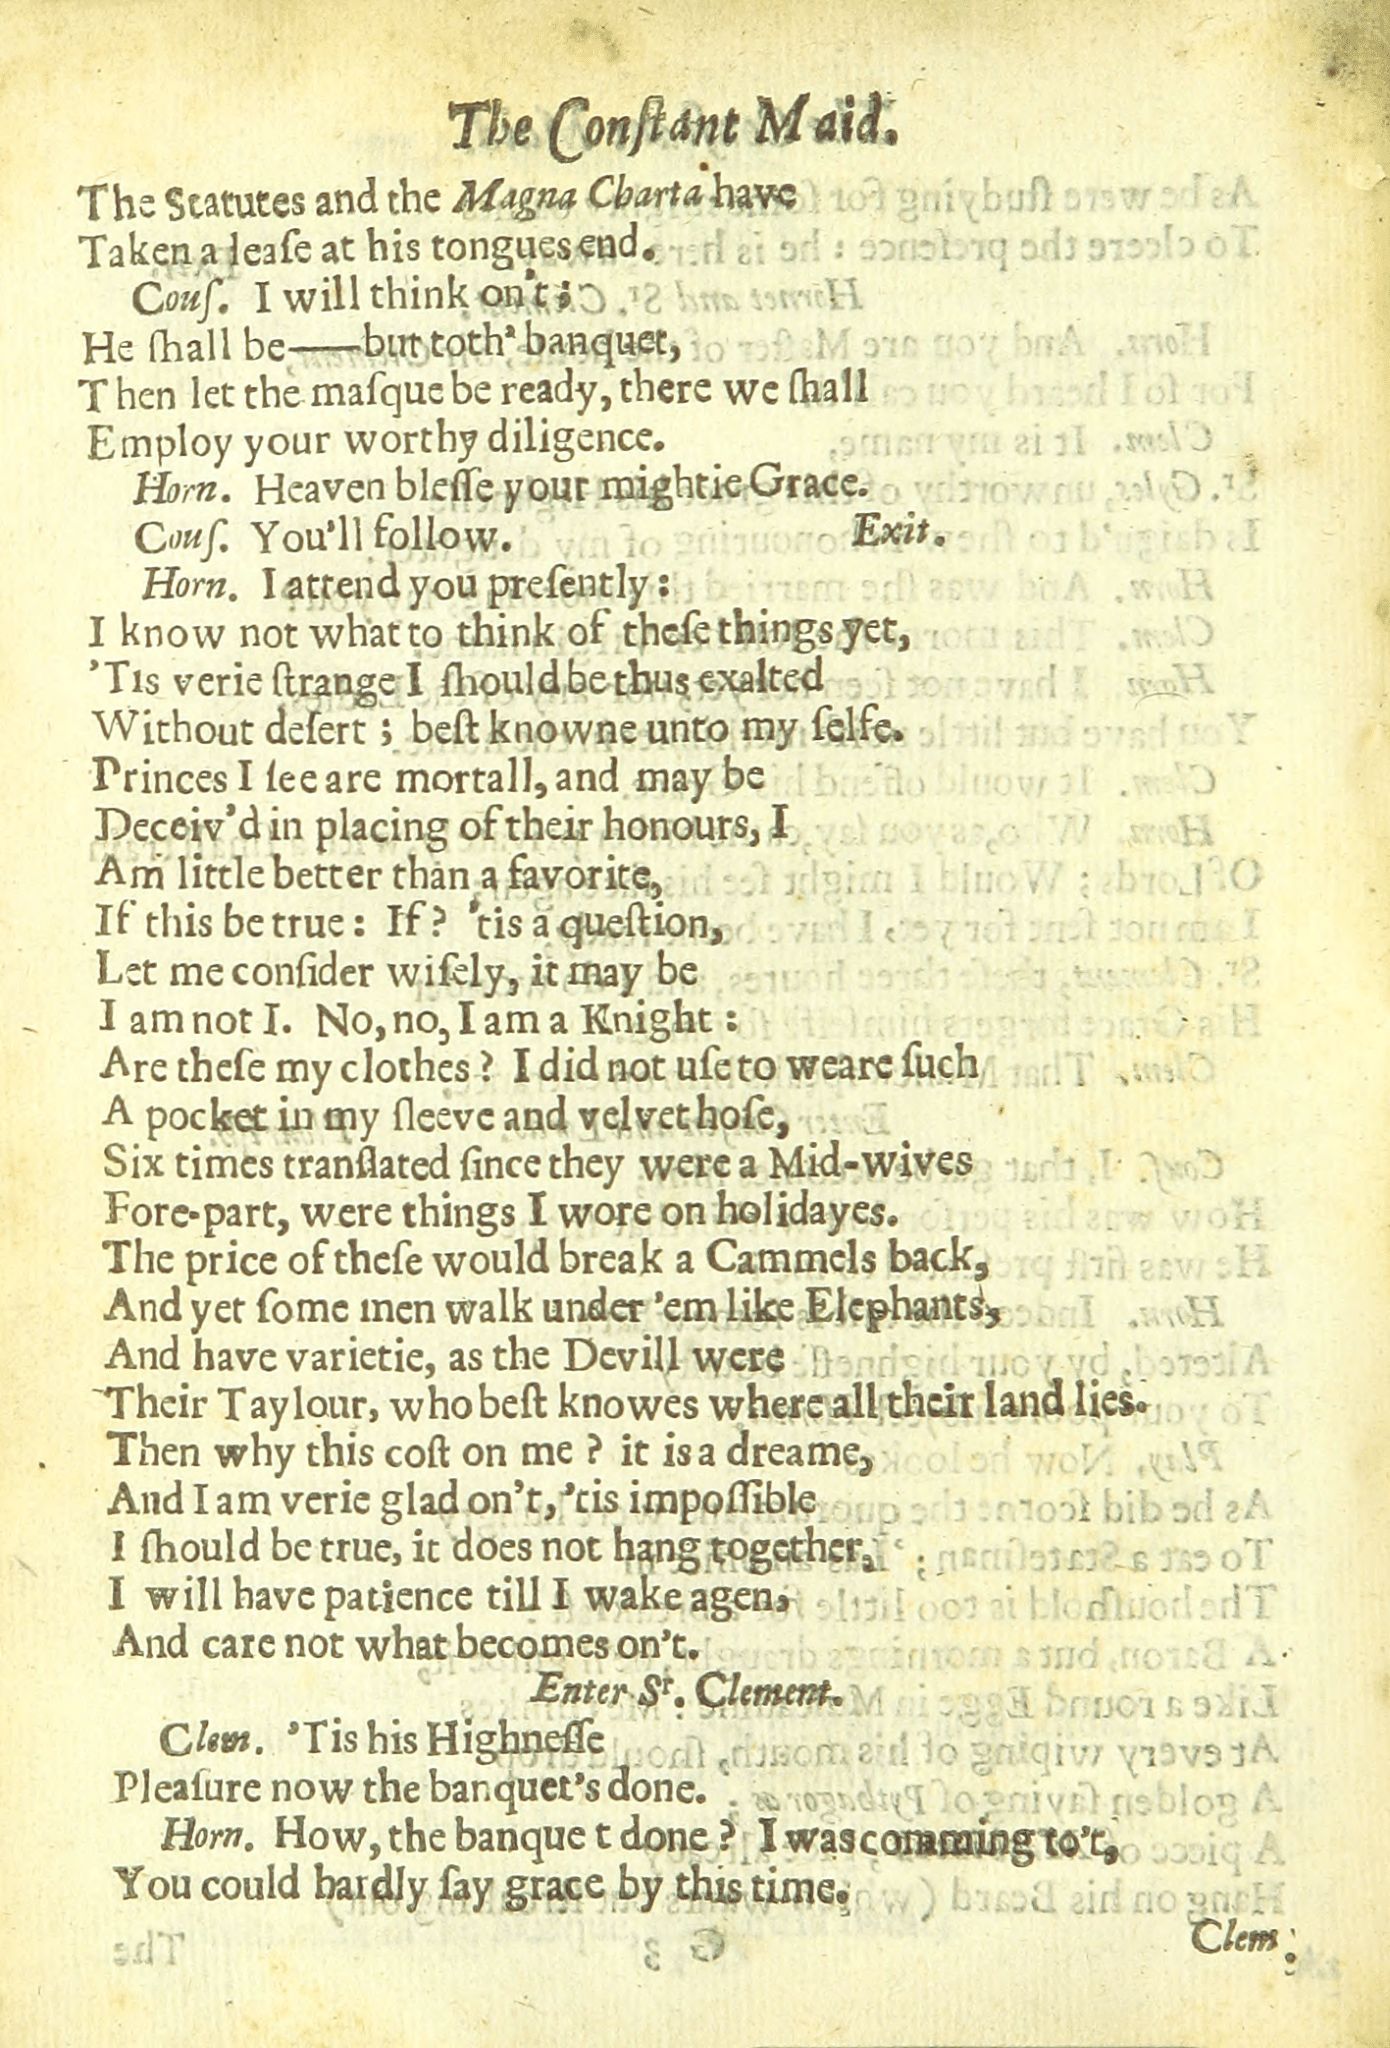 The Conſtant Maid.
The Statutes and the Magna Charta have
Taken a leaſe at his tongues end.
Couſ. I will think on't;
He ſhall be——but toth' banquet,
Then let the maſque be ready, there we ſhall
Employ your worthy diligence.
Horn. Heaven bleſſe your mightie Grace.
Couſ. You'll follow. Exit.
Horn. I attend you preſently:
I know not what to think of theſe things yet,
'Tis verie ſtrange I ſhould be thus exalted
Without deſert; beſt knowne unto my ſelfe.
Princes I ſee are mortall, and may be
Deceiv'd in placing of their honours, I
Am little better than a favorite,
If this be true: If? 'tis a queſtion,
Let me conſider wiſely, it may be
I am not I. No, no, I am a Knight:
Are theſe my clothes? I did not uſe to weare ſuch
A pocket in my ſleeve and velvet hoſe,
Six times tranſlated ſince they were a Mid-wives
Fore-part, were things I wore on holidayes.
The price of theſe would break a Cammels back,
And yet ſome men walk under 'em like Elephants,
And have varietie, as the Devill were
Their Taylour, who beſt knowes where all their land lies.
Then why this coſt on me? it is a dreame,
And I am verie glad on't, 'tis impoſſible
I ſhould be true, it does not hang together,
I will have patience till I wake agen,
And care not what becomes on't.
Enter Sr. Clement.
Clem. 'Tis his Highneſſe
Pleaſure now the banquet's done.
Horn. How, the banque t done? I was comming to't,
You could hardly ſay grace by this time.
Clem.